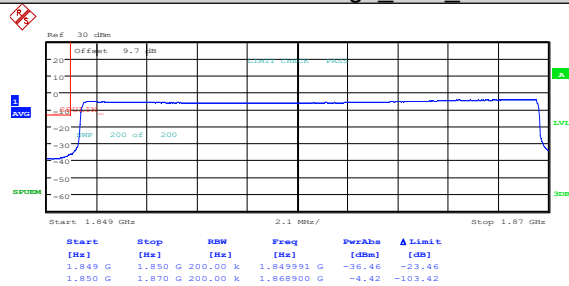 R S
Ref 30 dBm
Offset 9.7 dB
20
LIMIT CHECK PASS
10
A
0
1
-10
AVG
-20
LVL
SWP 200 of 200
-30
-40
-50
SPURM
-60
3DB
Start 1.849 GHz 2.1 MHz/ Stop 1.87 GHz
Start Stop RBW Freq PwrAbs Δ Limit
[Hz] [Hz] [Hz] [Hz] [dBm] [dB]
1.849 G 1.850 G 200.00 k 1.849991 G -36.46 -23.46
1.850 G 1.870 G 200.00 k 1.868900 G -4.42 -103.42